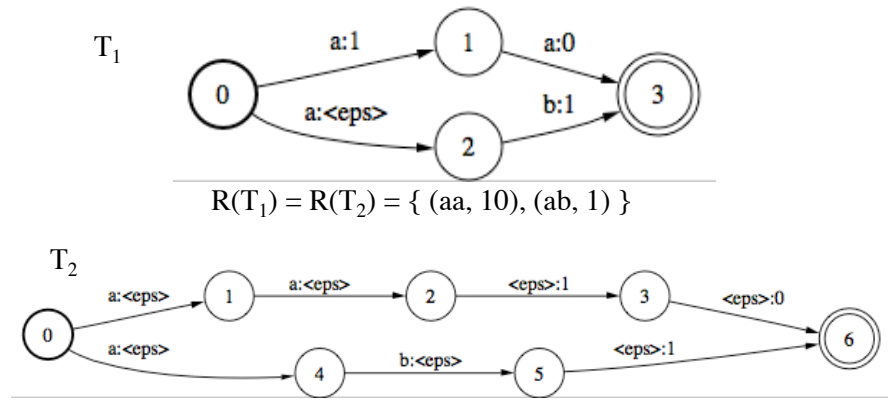 T₁
a:1
1
a:0
0
3
a:<eps>
b:1
2
R(T₁) = R(T₂) = { (aa, 10), (ab, 1) }
T₂
a:<eps>
1
a:<eps>
2
<eps>:1
3
<eps>:0
0
6
a:<eps>
4
b:<eps>
5
<eps>:1